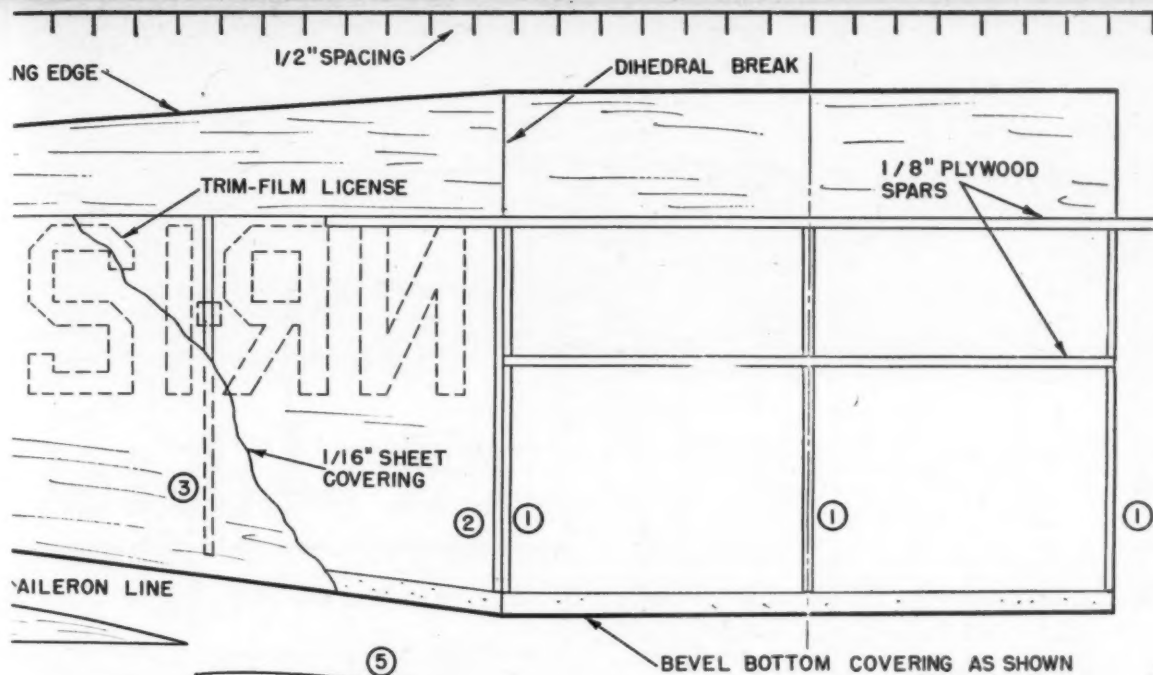 1/2" SPACING
NG EDGE
DIHEDRAL BREAK
1/8" PLYWOOD
SPARS
TRIM-FILM LICENSE
NR12
1/16" SHEET
COVERING
3
2
1
1
1
AILERON LINE
5
BEVEL BOTTOM COVERING AS SHOWN